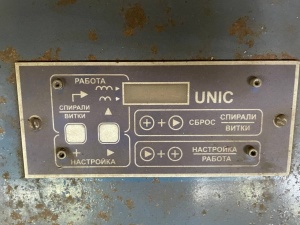 РАБОТА
СПИРАЛИ
ВИТКИ
UNIC
СБРОС СПИРАЛИ
ВИТКИ
+
НАСТРОЙКА
+ + НАСТРОЙКА
РАБОТА